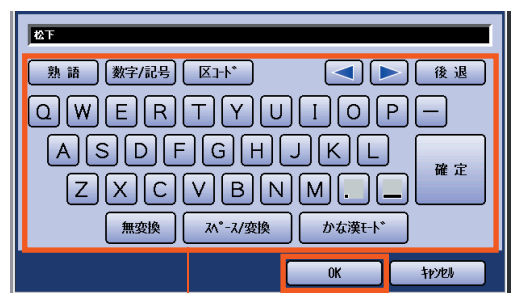 松下
熟語 数字/記号 区ｺｰﾄﾞ 後退
Q W E R T Y U I O P ー
A S D F G H J K L 確定
Z X C V B N M . _
無変換 ｽﾍﾟｰｽ/変換 かな漢ﾓｰﾄﾞ
OK ｷｬﾝｾﾙ